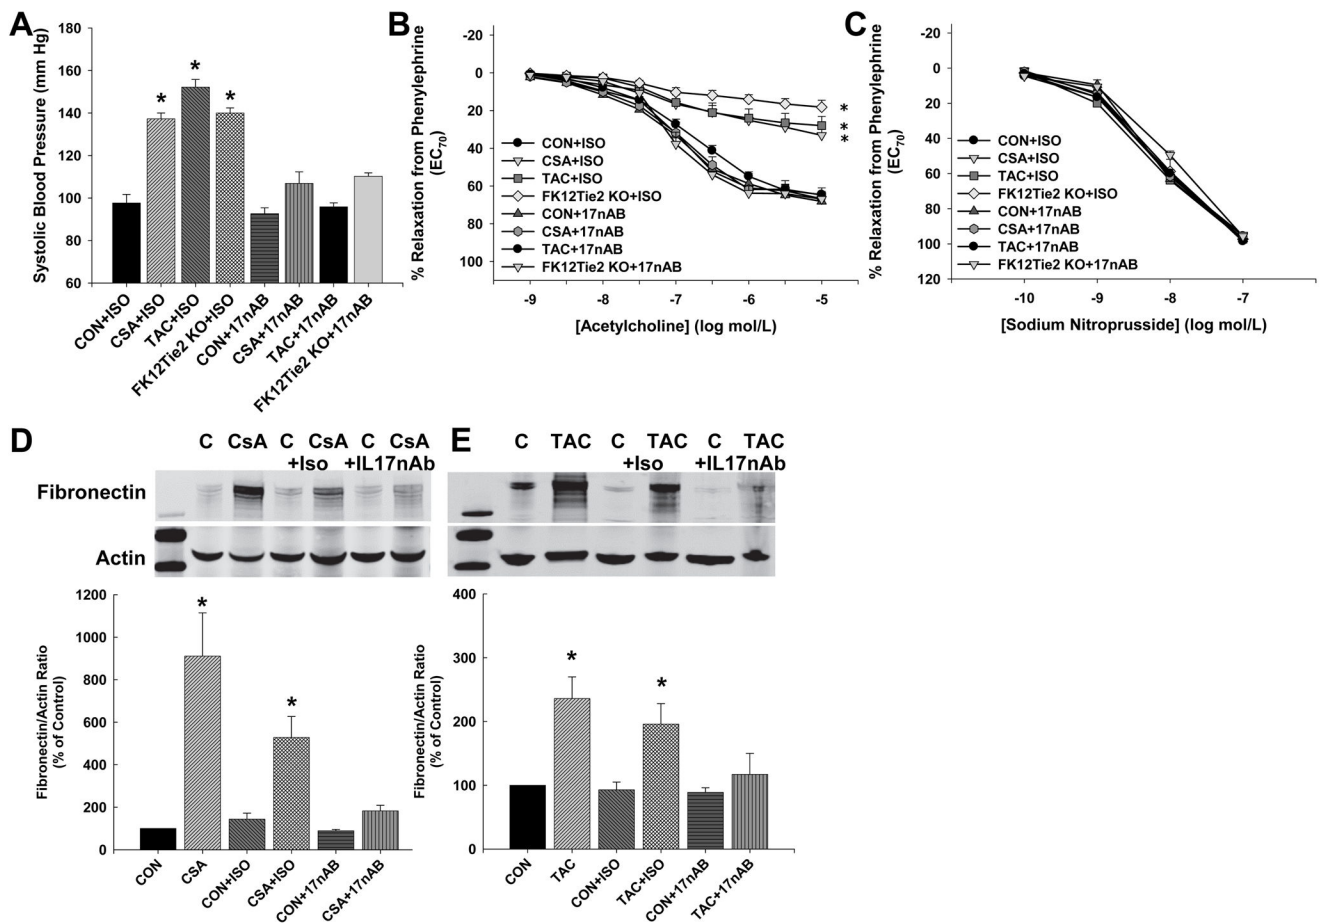 A
Systolic Blood Pressure (mm Hg)
180
160
140
120
100
80
60
*
*
*
CON+ISO
CSA+ISO
TAC+ISO
FK12Tie2 KO+ISO
CON+17nAB
CSA+17nAB
TAC+17nAB
FK12Tie2 KO+17nAB
B
% Relaxation from Phenylephrine
(EC70)
-20
0
20
40
60
80
100
CON+ISO
CSA+ISO
TAC+ISO
FK12Tie2 KO+ISO
CON+17nAB
CSA+17nAB
TAC+17nAB
FK12Tie2 KO+17nAB
*
*
*
-9
-8
-7
-6
-5
[Acetylcholine] (log mol/L)
C
% Relaxation from Phenylephrine
(EC70)
-20
0
20
40
60
80
100
120
CON+ISO
CSA+ISO
TAC+ISO
FK12Tie2 KO+ISO
CON+17nAB
CSA+17nAB
TAC+17nAB
FK12Tie2 KO+17nAB
-10
-9
-8
-7
[Sodium Nitroprusside] (log mol/L)
D
C CsA C CsA C CsA
+Iso +IL17nAb
Fibronectin
Actin
Fibronectin/Actin Ratio
(% of Control)
1200
1000
800
600
400
200
0
*
*
CON
CSA
CON+ISO
CSA+ISO
CON+17nAB
CSA+17nAB
E
C TAC C TAC C TAC
+Iso +IL17nAb
Fibronectin/Actin Ratio
(% of Control)
400
300
200
100
0
*
*
CON
TAC
CON+ISO
TAC+ISO
CON+17nAB
TAC+17nAB